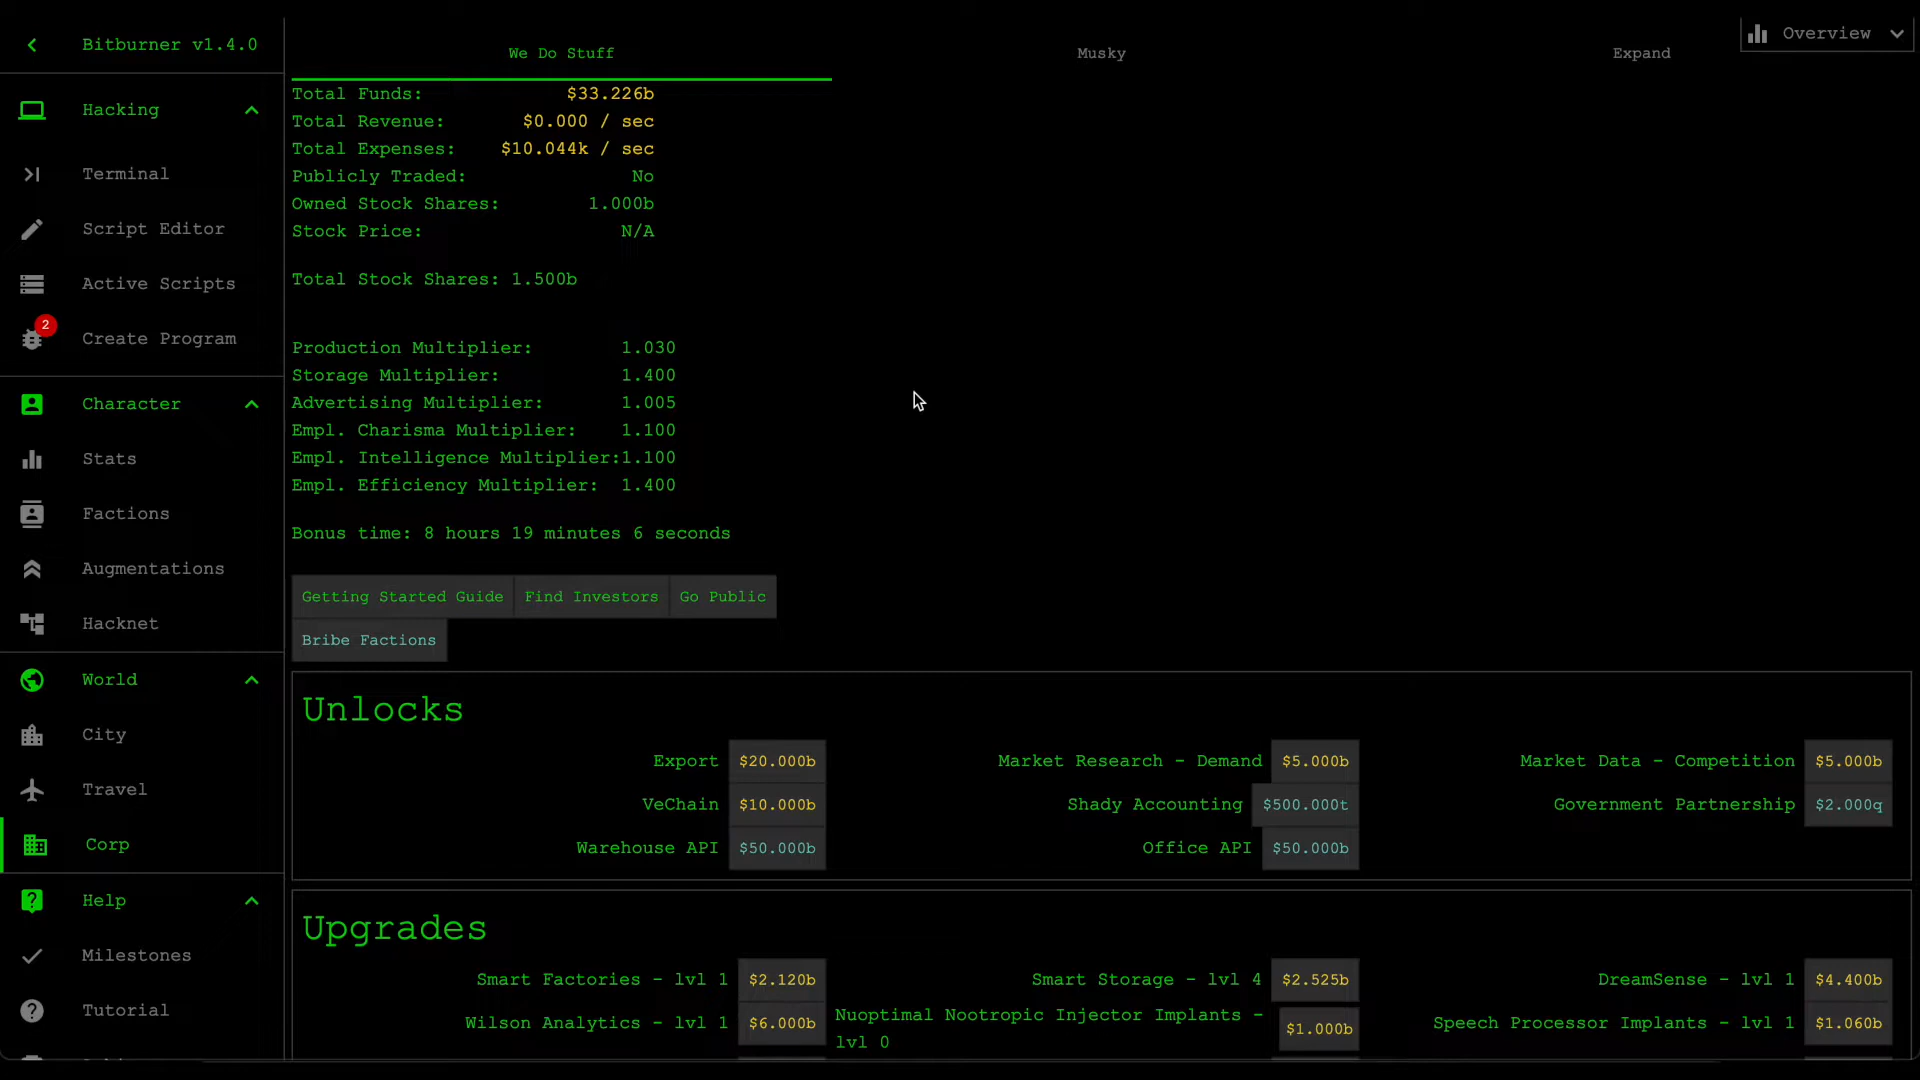 Bitburner v1.4.0
Hacking
Terminal
Script Editor
Active Scripts
2
Create Program
Character
Stats
Factions
Augmentations
Hacknet
World
City
Travel
Corp
Help
Milestones
Tutorial
We Do Stuff Musky Expand
Overview
Total Funds: $33.226b
Total Revenue: $0.000 / sec
Total Expenses: $10.044k / sec
Publicly Traded: No
Owned Stock Shares: 1.000b
Stock Price: N/A
Total Stock Shares: 1.500b
Production Multiplier: 1.030
Storage Multiplier: 1.400
Advertising Multiplier: 1.005
Empl. Charisma Multiplier: 1.100
Empl. Intelligence Multiplier:1.100
Empl. Efficiency Multiplier: 1.400
Bonus time: 8 hours 19 minutes 6 seconds
Getting Started Guide Find Investors Go Public
Bribe Factions
Unlocks
Export $20.000b Market Research - Demand $5.000b Market Data - Competition $5.000b
VeChain $10.000b Shady Accounting $500.000t Government Partnership $2.000q
Warehouse API $50.000b Office API $50.000b
Upgrades
Smart Factories - lvl 1 $2.120b Smart Storage - lvl 4 $2.525b DreamSense - lvl 1 $4.400b
Wilson Analytics - lvl 1 $6.000b Nuoptimal Nootropic Injector Implants - $1.000b Speech Processor Implants - lvl 1 $1.060b
lvl 0